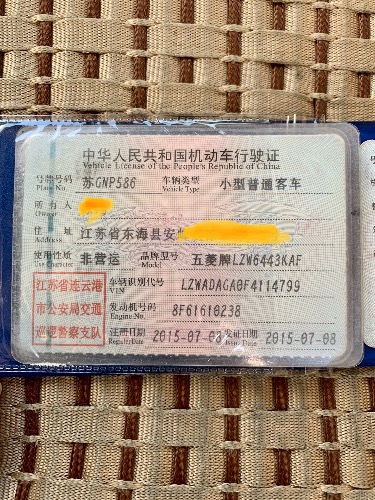 中华人民共和国机动车行驶证
Vehicle License of the People's Republic of China
号牌号码 苏GNP586 车辆类型 小型普通客车
Plate No. Vehicle Type
所有人
Owner
住址 江苏省东海县安
Address
使用性质 非营运 品牌型号 五菱牌LZW6443KAF
Use Character Model
江苏省连云港 车辆识别代号 LZWADAGA0F4114799
VIN
市公安局交通 发动机号码 8F61610238
Engine No.
巡逻警察支队 注册日期 2015-07-08 发证日期 2015-07-08
Register Date Issue Date